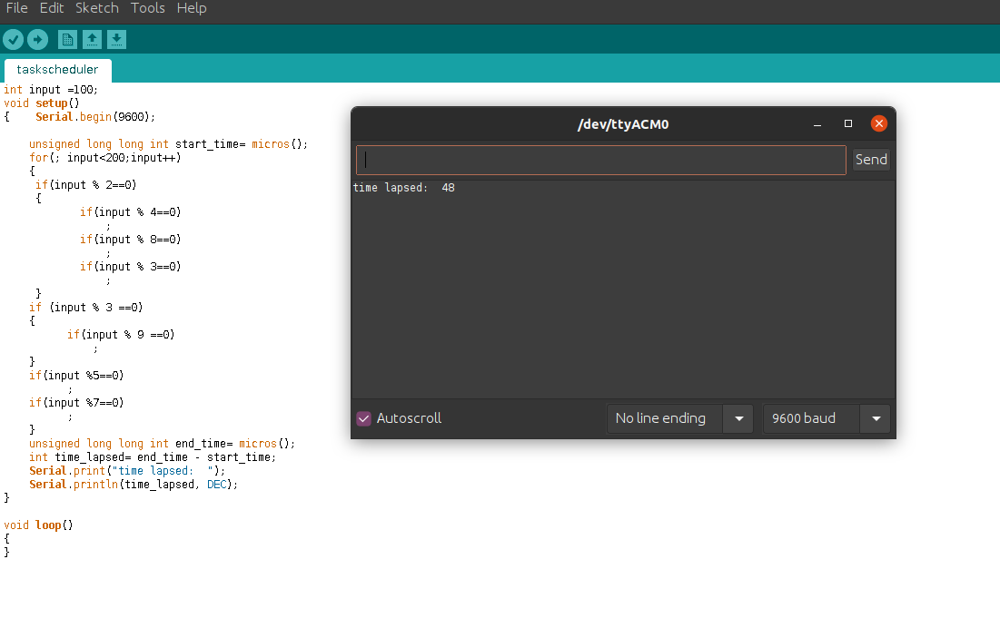 File Edit Sketch Tools Help
taskscheduler
int input =100;
void setup()
{    Serial.begin(9600);
    unsigned long long int start_time= micros();
    for(; input<200;input++)
    {
     if(input % 2==0)
     {
            if(input % 4==0)
                ;
            if(input % 8==0)
                ;
            if(input % 3==0)
                ;
     }
    if (input % 3 ==0)
    {
          if(input % 9 ==0)
              ;
    }
    if(input %5==0)
          ;
    if(input %7==0)
          ;
    }
    unsigned long long int end_time= micros();
    int time_lapsed= end_time - start_time;
    Serial.print("time lapsed:  ");
    Serial.println(time_lapsed, DEC);
}
void loop()
{
}
/dev/ttyACM0
Send
time lapsed:  48
Autoscroll
No line ending
9600 baud